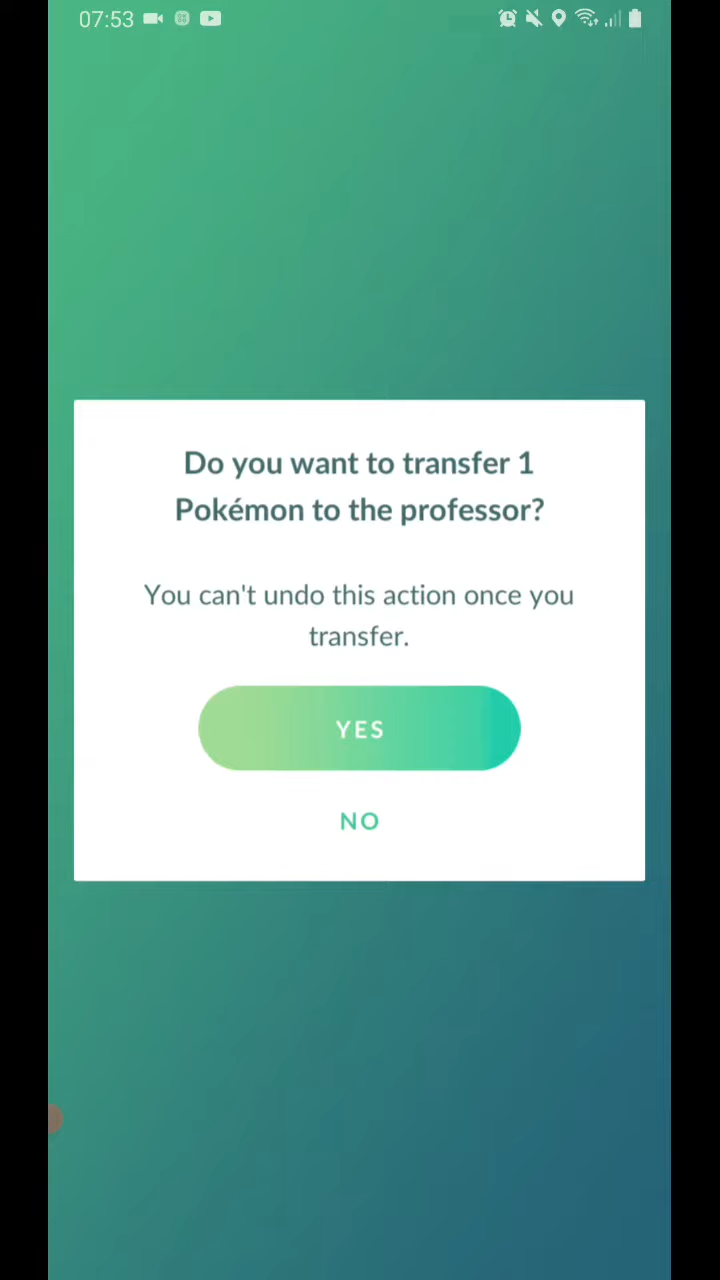 07:53
Do you want to transfer 1
Pokémon to the professor?
You can't undo this action once you
transfer.
YES
NO